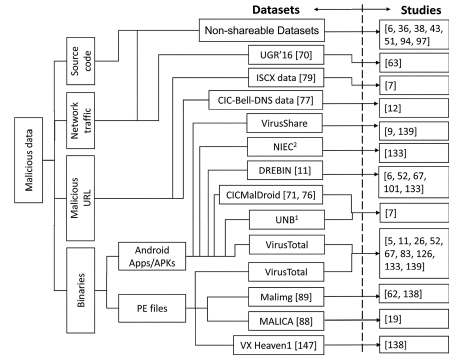 Datasets
Studies
Malicious data
Source
code
Network
traffic
Malicious
URL
Binaries
Android
Apps/APKs
PE files
Non-shareable Datasets
UGR'16 [70]
ISCX data [79]
CIC-Bell-DNS data [77]
VirusShare
NIEC²
DREBIN [11]
CICMalDroid [71, 76]
UNB¹
VirusTotal
VirusTotal
Malimg [89]
MALICA [88]
VX Heaven1 [147]
[6, 36, 38, 43,
51, 94, 97]
[63]
[7]
[12]
[9, 139]
[133]
[6, 52, 67,
101, 133]
[7]
[5, 11, 26, 52,
67, 83, 126,
133, 139]
[62, 138]
[19]
[138]